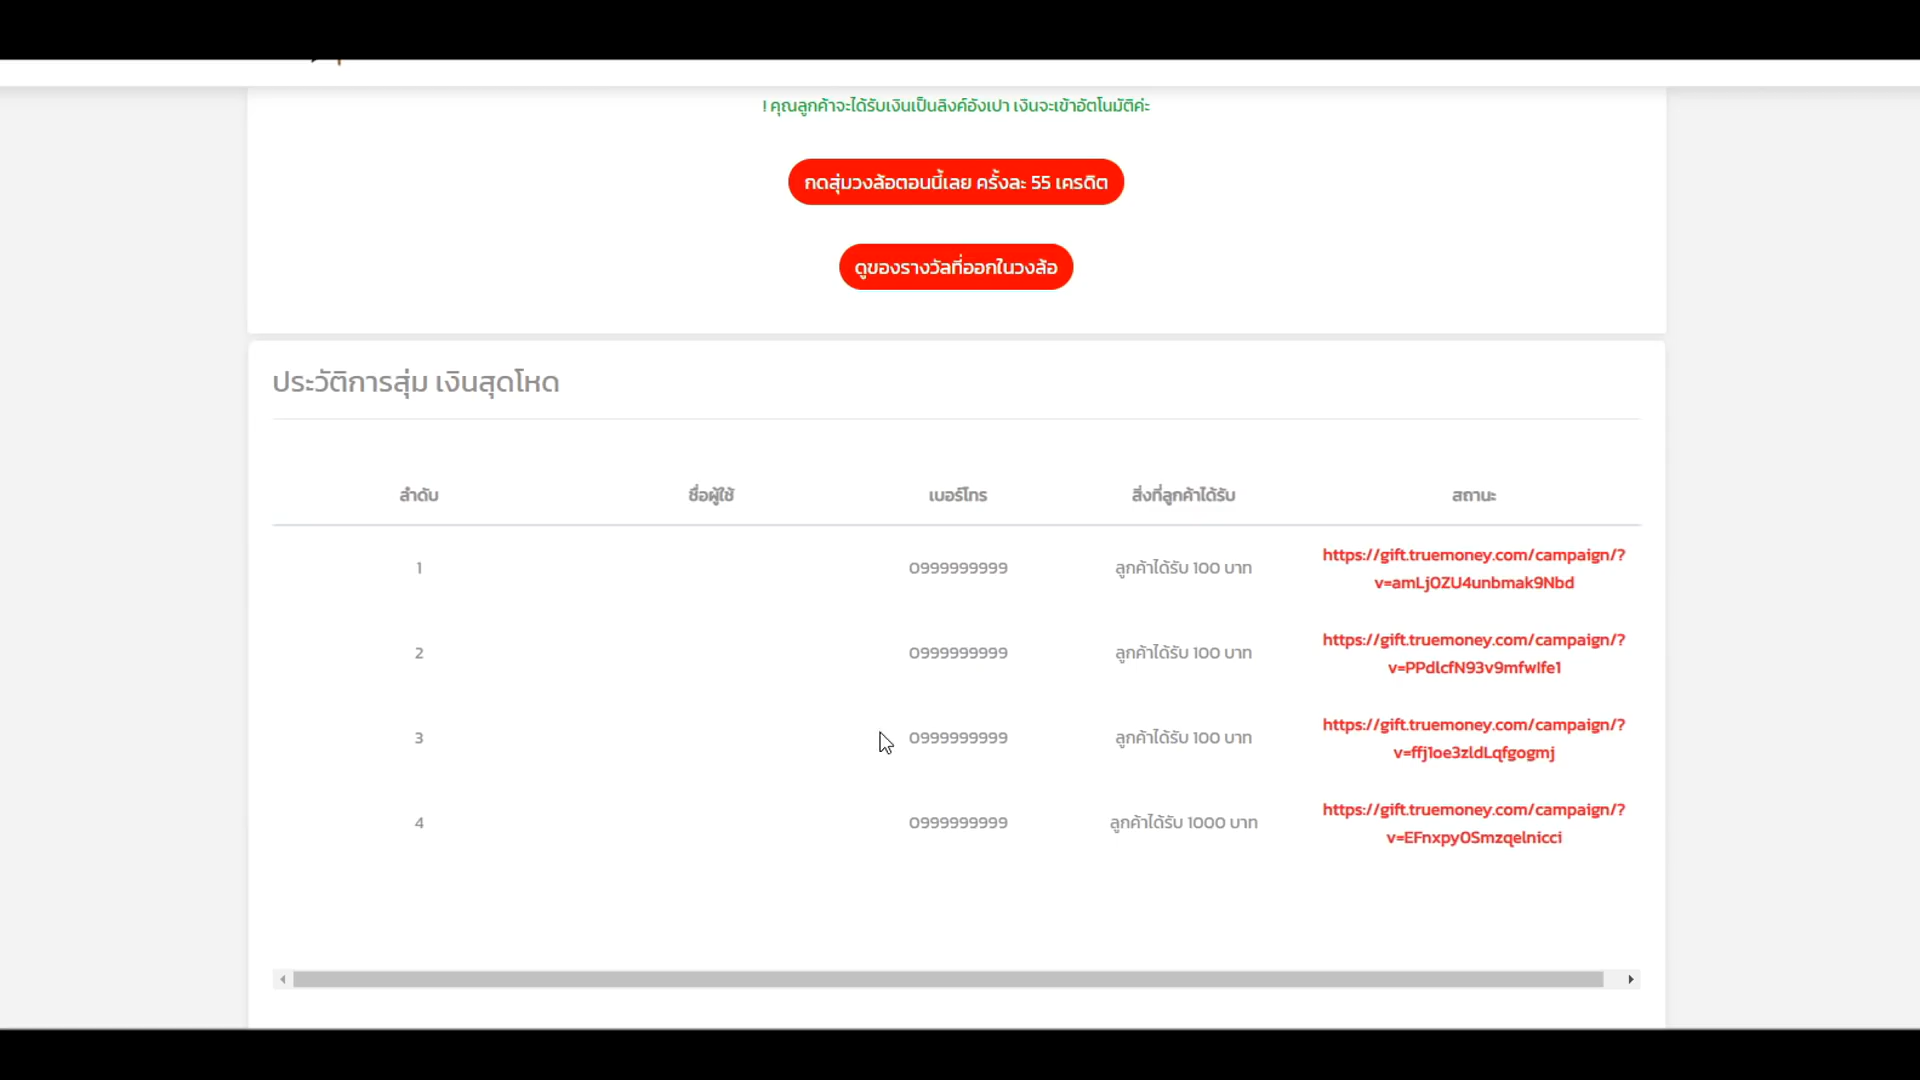 ! คุณลูกค้าจะได้รับเงินเป็นลิงค์อังเปา เงินจะเข้าอัตโนมัติค่ะ
กดสุ่มวงล้อตอนนี้เลย ครั้งละ 55 เครดิต
ดูของรางวัลที่ออกในวงล้อ
ประวัติการสุ่ม เงินสุดโหด
ลำดับ ชื่อผู้ใช้ เบอร์โทร สิ่งที่ลูกค้าได้รับ สถานะ
1 0999999999 ลูกค้าได้รับ 100 บาท https://gift.truemoney.com/campaign/?
v=amLjOZU4unbmak9Nbd
2 0999999999 ลูกค้าได้รับ 100 บาท https://gift.truemoney.com/campaign/?
v=PPdlcfN93v9mfwIfe1
3 0999999999 ลูกค้าได้รับ 100 บาท https://gift.truemoney.com/campaign/?
v=ffj1oe3zldLqfgogmj
4 0999999999 ลูกค้าได้รับ 1000 บาท https://gift.truemoney.com/campaign/?
v=EFnxpyOSmzqelnicci